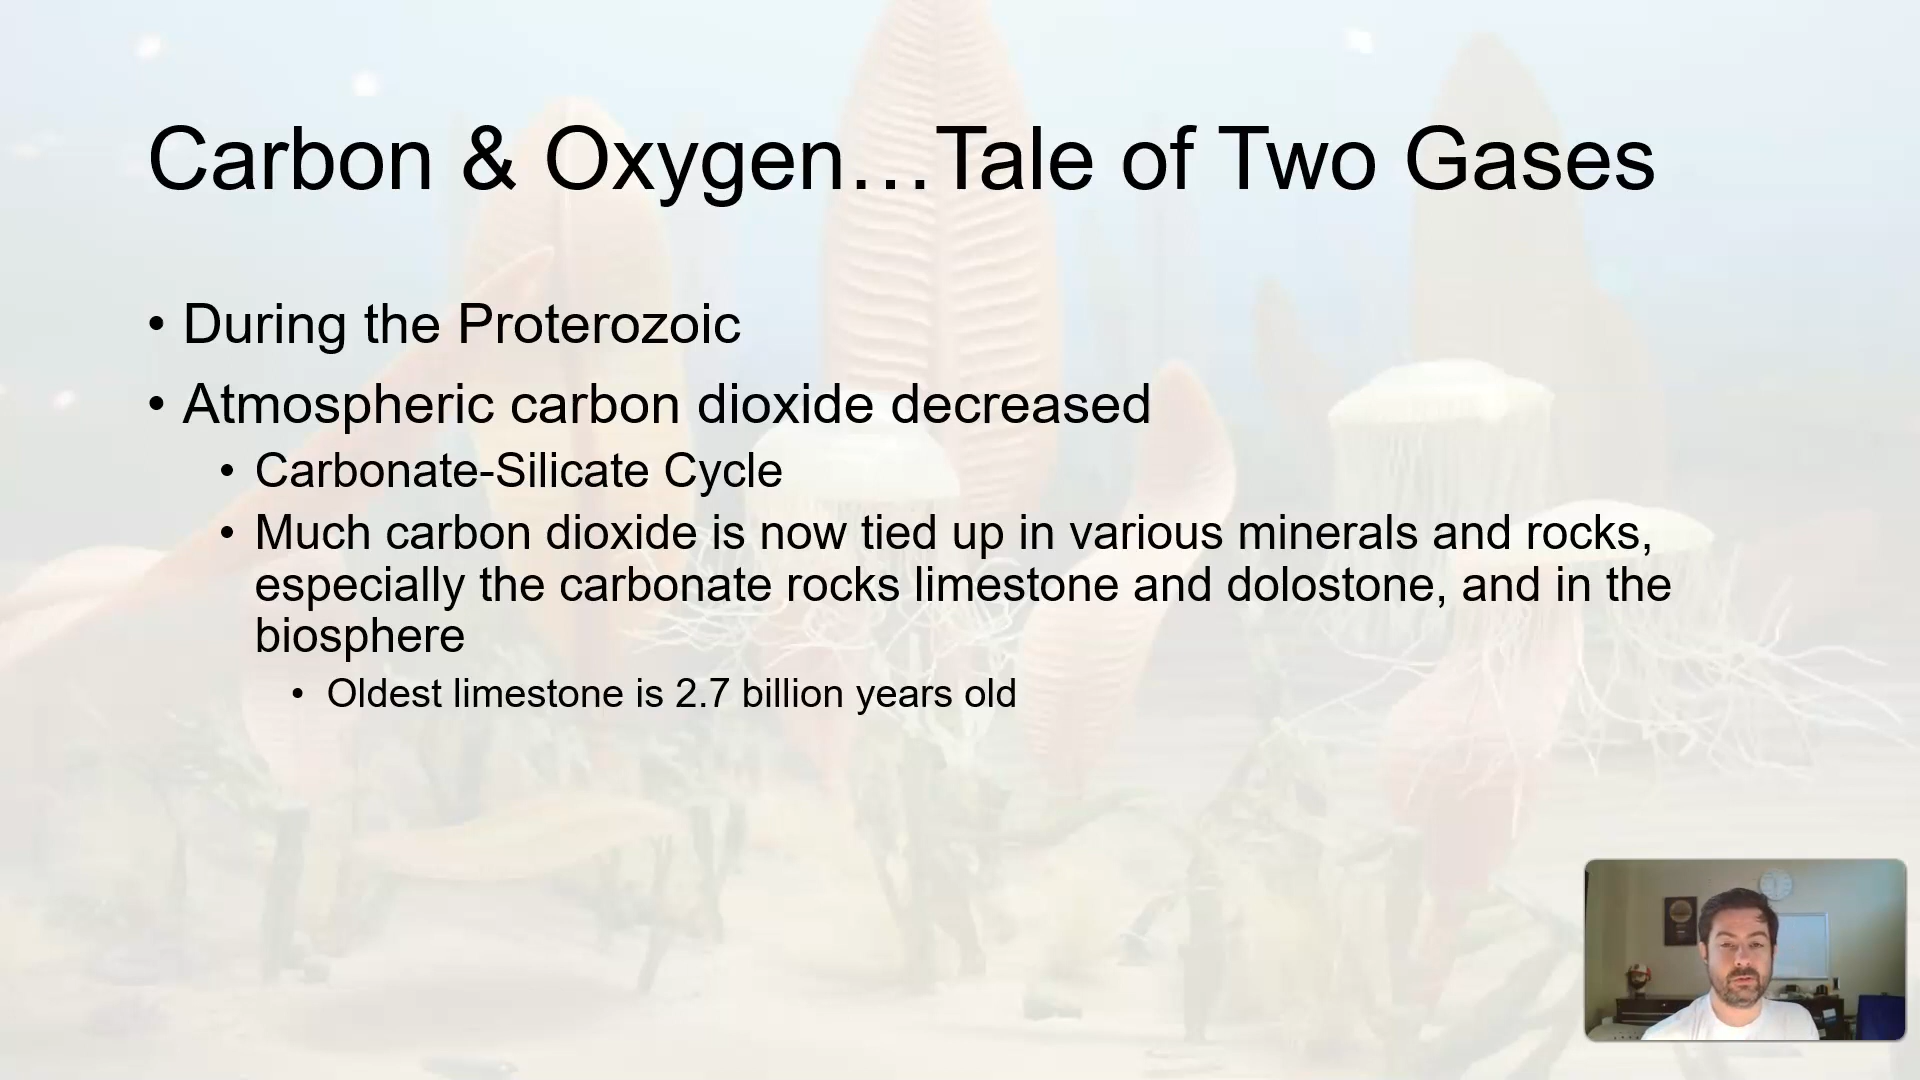 Carbon & Oxygen…Tale of Two Gases
• During the Proterozoic
• Atmospheric carbon dioxide decreased
• Carbonate-Silicate Cycle
• Much carbon dioxide is now tied up in various minerals and rocks,
especially the carbonate rocks limestone and dolostone, and in the
biosphere
• Oldest limestone is 2.7 billion years old